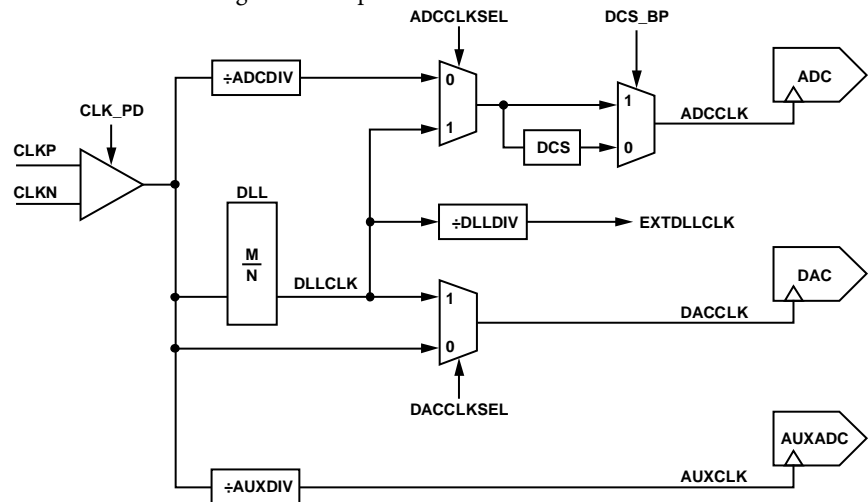 ADCCLKSEL
DCS_BP
÷ADCDIV
0
1
1
0
ADC
ADCCLK
CLK_PD
DCS
CLKP
CLKN
DLL
M
N
÷DLLDIV
EXTDLLCLK
DLLCLK
1
0
DAC
DACCLK
DACCLKSEL
AUXADC
÷AUXDIV
AUXCLK